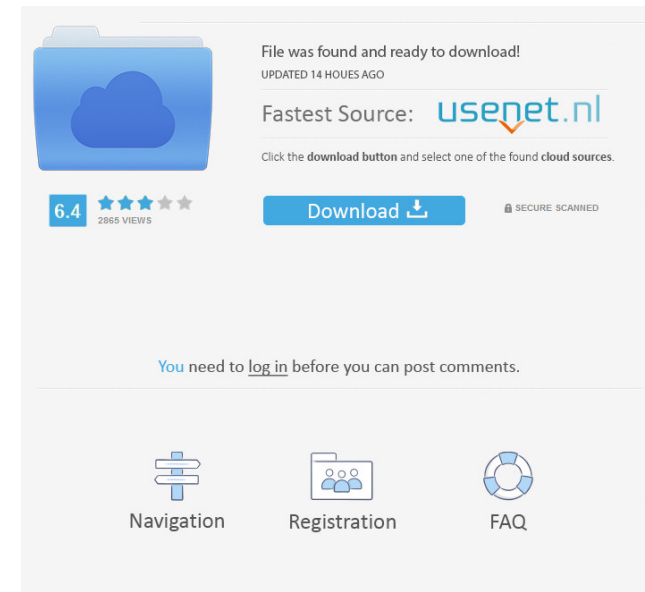 File was found and ready to download!
UPDATED 14 HOUES AGO
Fastest Source: usenet.nl
Click the download button and select one of the found cloud sources.
6.4
2865 VIEWS
Download
SECURE SCANNED
You need to log in before you can post comments.
Navigation
Registration
FAQ